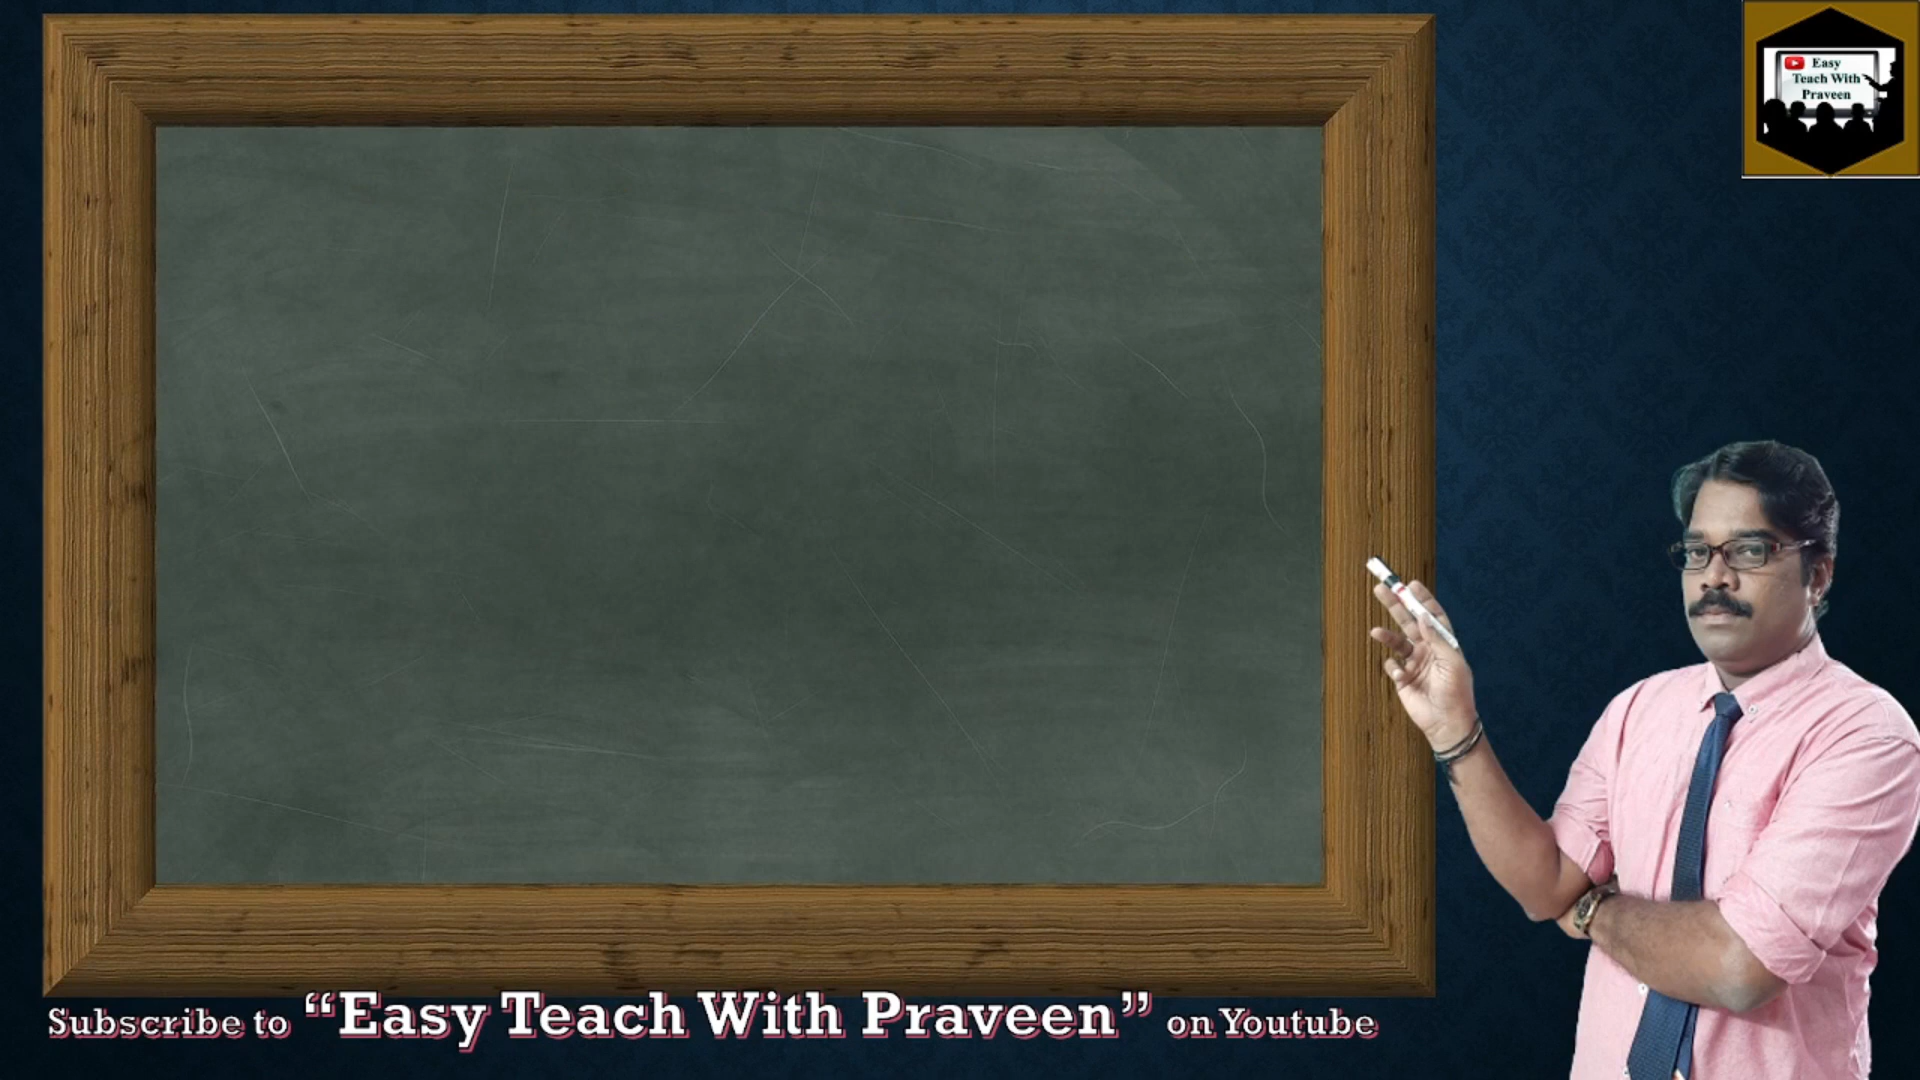 Easy
Teach With
Praveen
Subscribe to “Easy Teach With Praveen” on Youtube